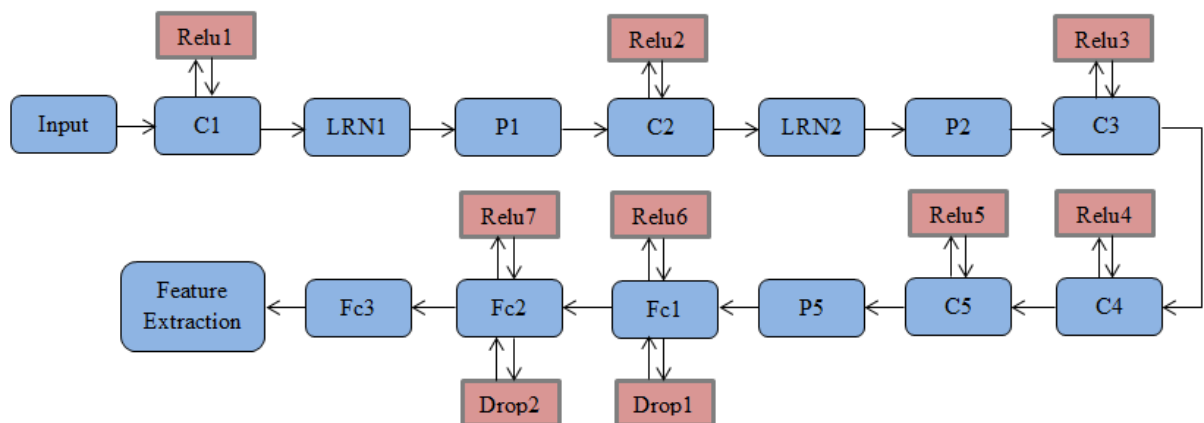 Relu1
Relu2
Relu3
Input
C1
LRN1
P1
C2
LRN2
P2
C3
Relu7
Relu6
Relu5
Relu4
Feature
Extraction
Fc3
Fc2
Fc1
P5
C5
C4
Drop2
Drop1